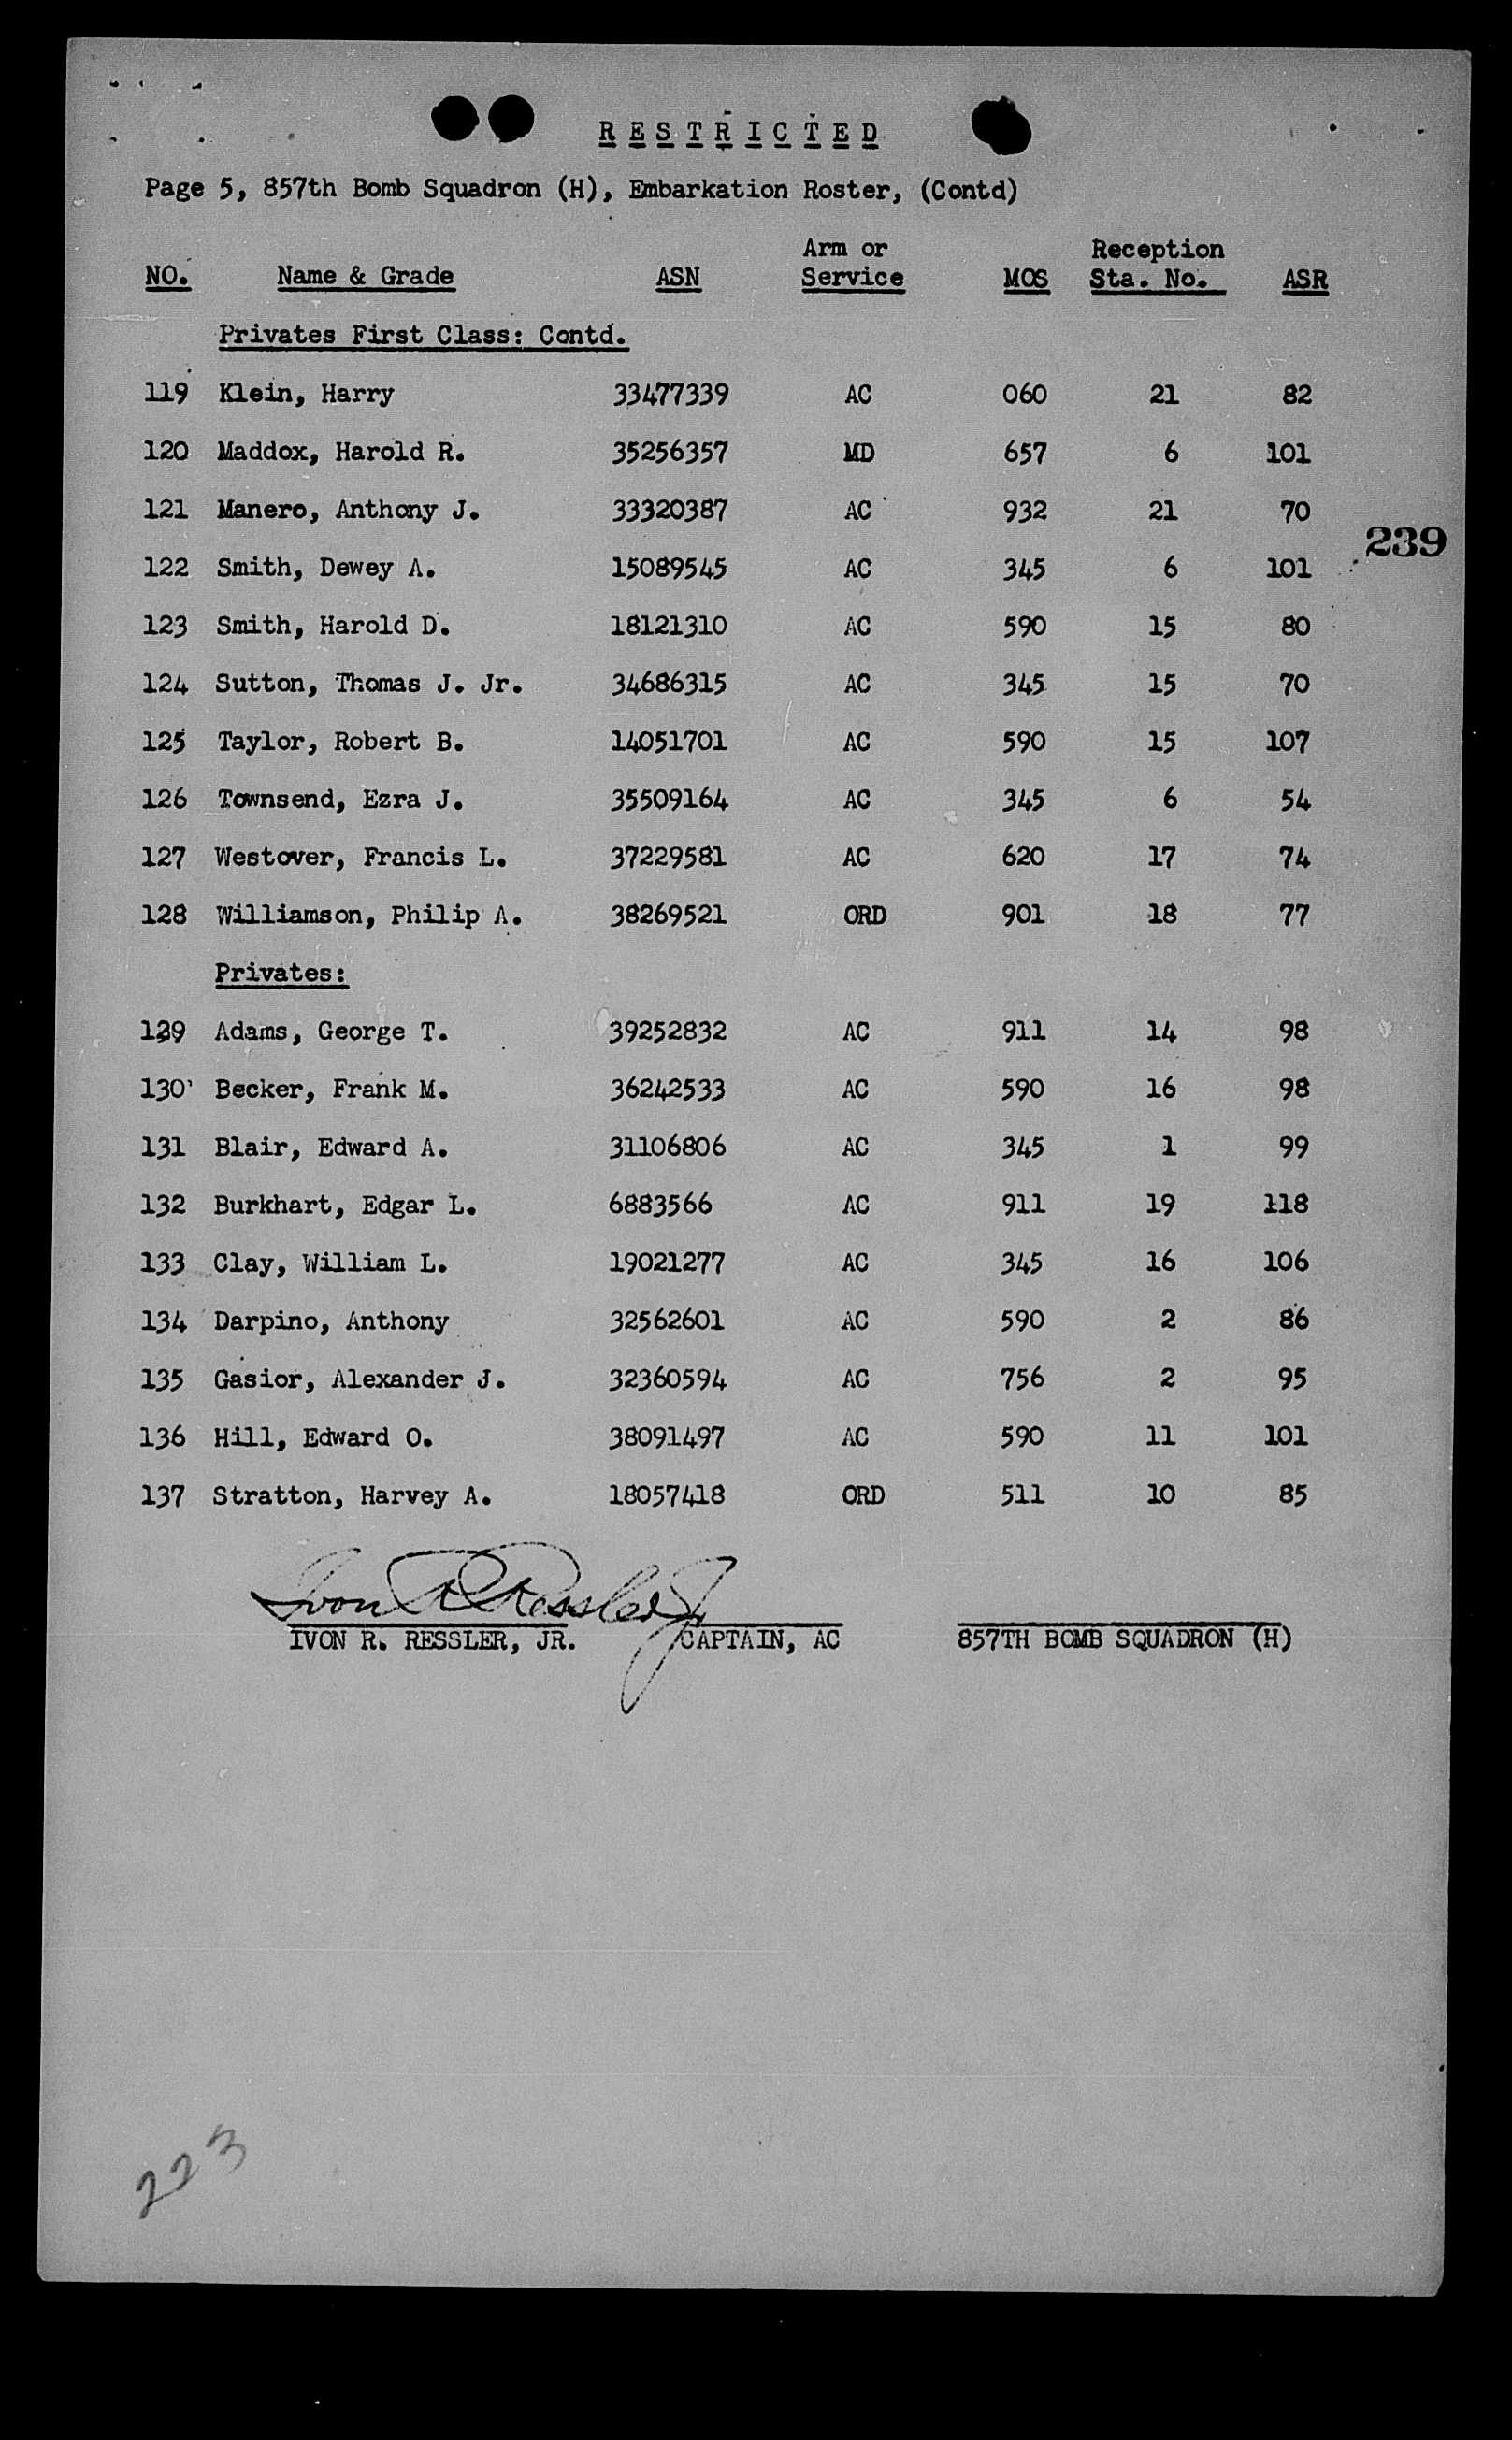 RESTRICTED
Page 5, 857th Bomb Squadron (H), Embarkation Roster, (Contd)
Arm or Reception
NO. Name & Grade ASN Service MOS Sta. No. ASR
Privates First Class: Contd.
119 Klein, Harry 33477339 AC 060 21 82
120 Maddox, Harold R. 35256357 MD 657 6 101
121 Manero, Anthony J. 33320387 AC 932 21 70
239
122 Smith, Dewey A. 15089545 AC 345 6 101
123 Smith, Harold D. 18121310 AC 590 15 80
124 Sutton, Thomas J. Jr. 34686315 AC 345 15 70
125 Taylor, Robert B. 14051701 AC 590 15 107
126 Townsend, Ezra J. 35509164 AC 345 6 54
127 Westover, Francis L. 37229581 AC 620 17 74
128 Williamson, Philip A. 38269521 ORD 901 18 77
Privates:
129 Adams, George T. 39252832 AC 911 14 98
130 Becker, Frank M. 36242533 AC 590 16 98
131 Blair, Edward A. 31106806 AC 345 1 99
132 Burkhart, Edgar L. 6883566 AC 911 19 118
133 Clay, William L. 19021277 AC 345 16 106
134 Darpino, Anthony 32562601 AC 590 2 86
135 Gasior, Alexander J. 32360594 AC 756 2 95
136 Hill, Edward O. 38091497 AC 590 11 101
137 Stratton, Harvey A. 18057418 ORD 511 10 85
Ivon R Ressler Jr
IVON R. RESSLER, JR. CAPTAIN, AC 857TH BOMB SQUADRON (H)
223